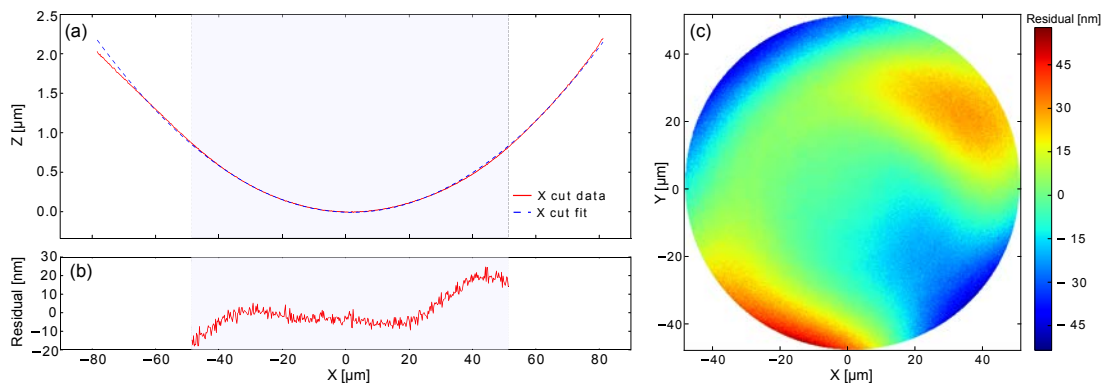 (a)
2.5
2.0
1.5
1.0
0.5
0.0
Z [μm]
X cut data
X cut fit
(b)
30
20
10
0
−10
−20
Residual [nm]
−80 −60 −40 −20 0 20 40 60 80
X [μm]
(c)
40
20
0
−20
−40
Y [μm]
−40 −20 0 20 40
X [μm]
Residual [nm]
45
30
15
0
−15
−30
−45